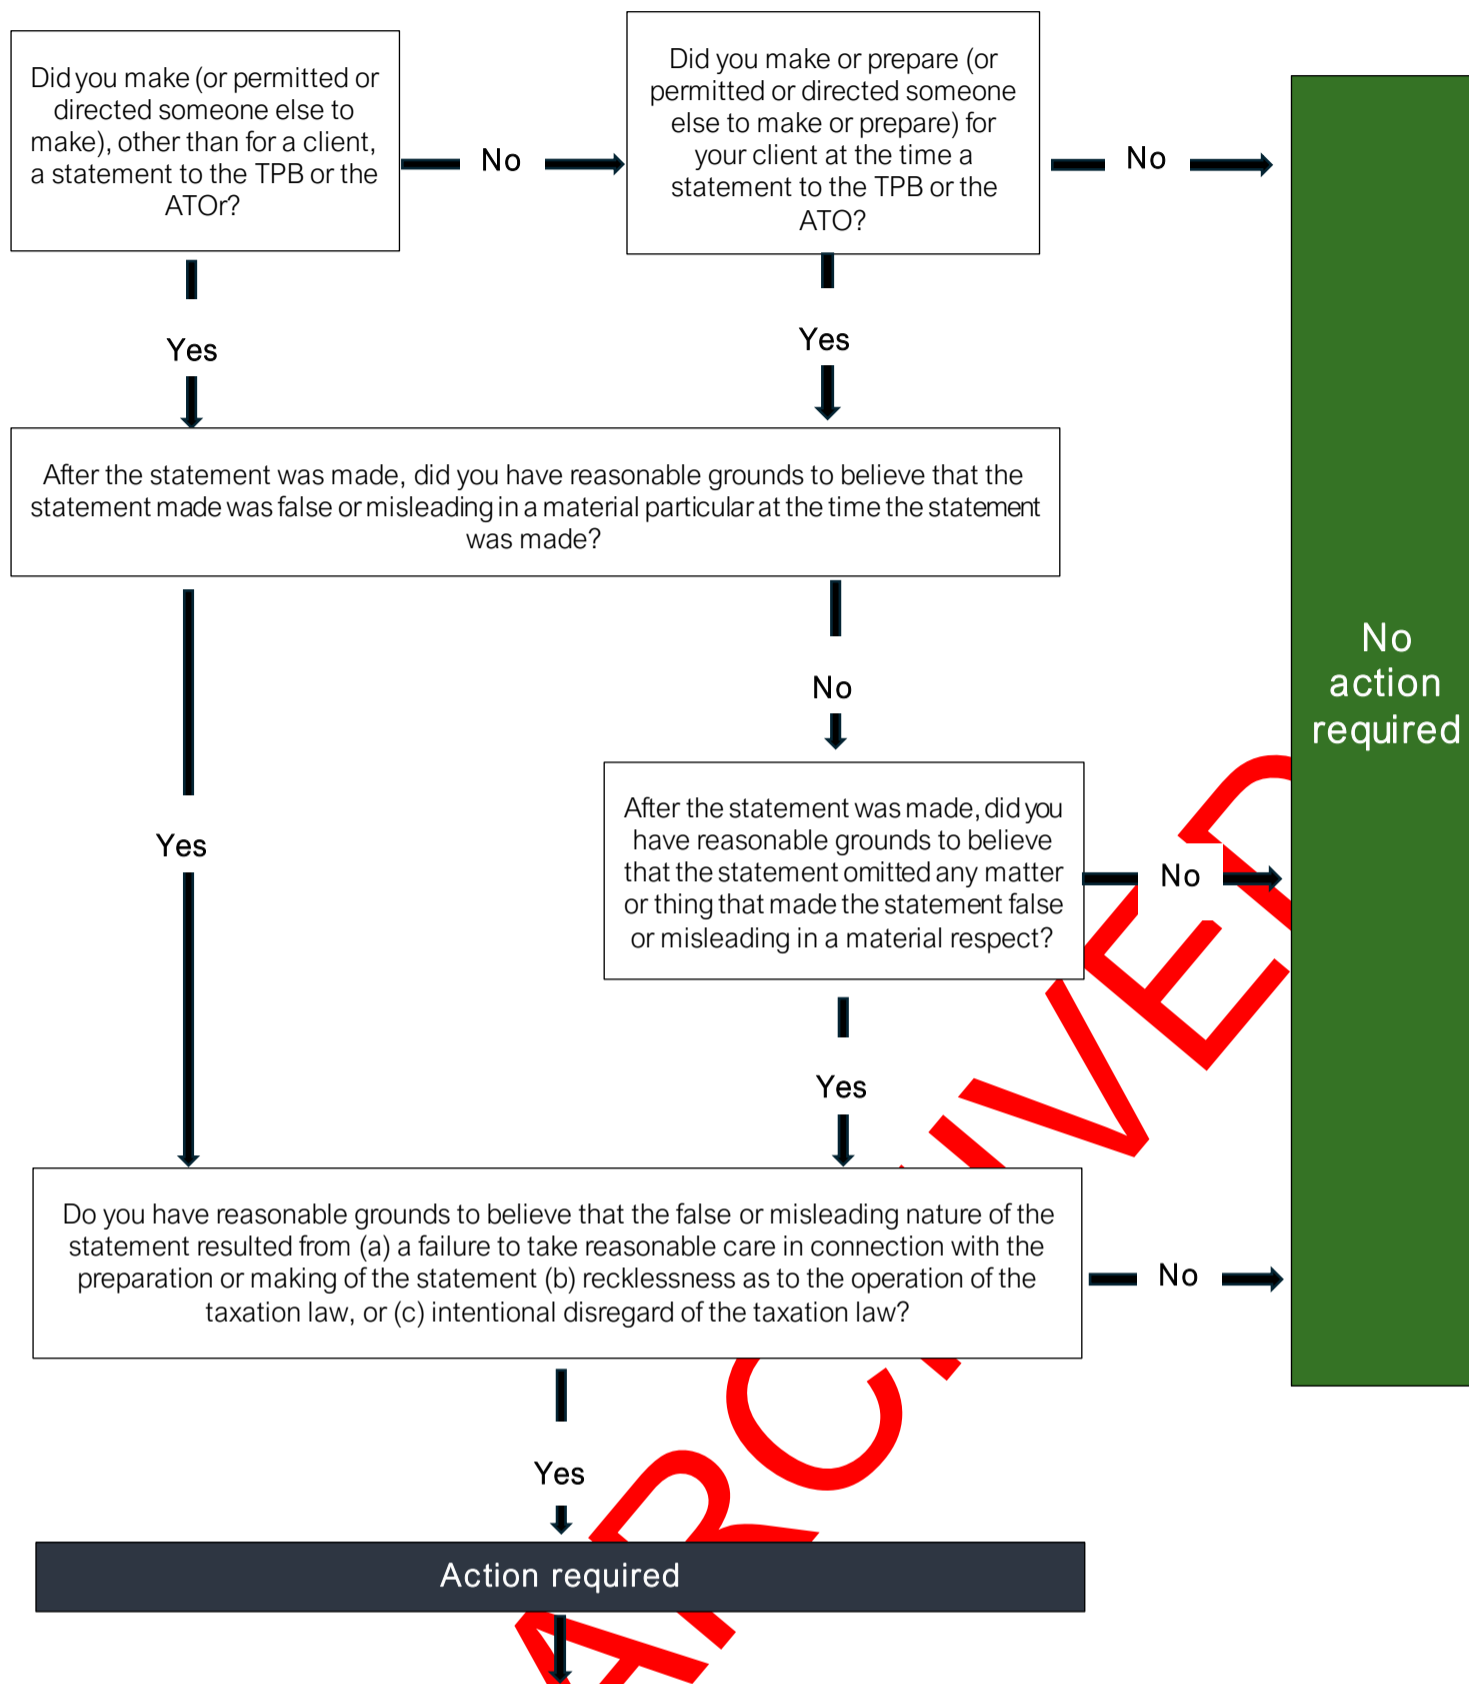 Did you make (or permitted or
directed someone else to
make), other than for a client,
a statement to the TPB or the
ATOr?
No
Did you make or prepare (or
permitted or directed someone
else to make or prepare) for
your client at the time a
statement to the TPB or the
ATO?
No
Yes
Yes
After the statement was made, did you have reasonable grounds to believe that the
statement made was false or misleading in a material particular at the time the statement
was made?
No
action
required
No
Yes
After the statement was made, did you
have reasonable grounds to believe
that the statement omitted any matter
or thing that made the statement false
or misleading in a material respect?
No
Yes
Do you have reasonable grounds to believe that the false or misleading nature of the
statement resulted from (a) a failure to take reasonable care in connection with the
preparation or making of the statement (b) recklessness as to the operation of the
taxation law, or (c) intentional disregard of the taxation law?
No
Yes
Action required
ARCHIVED